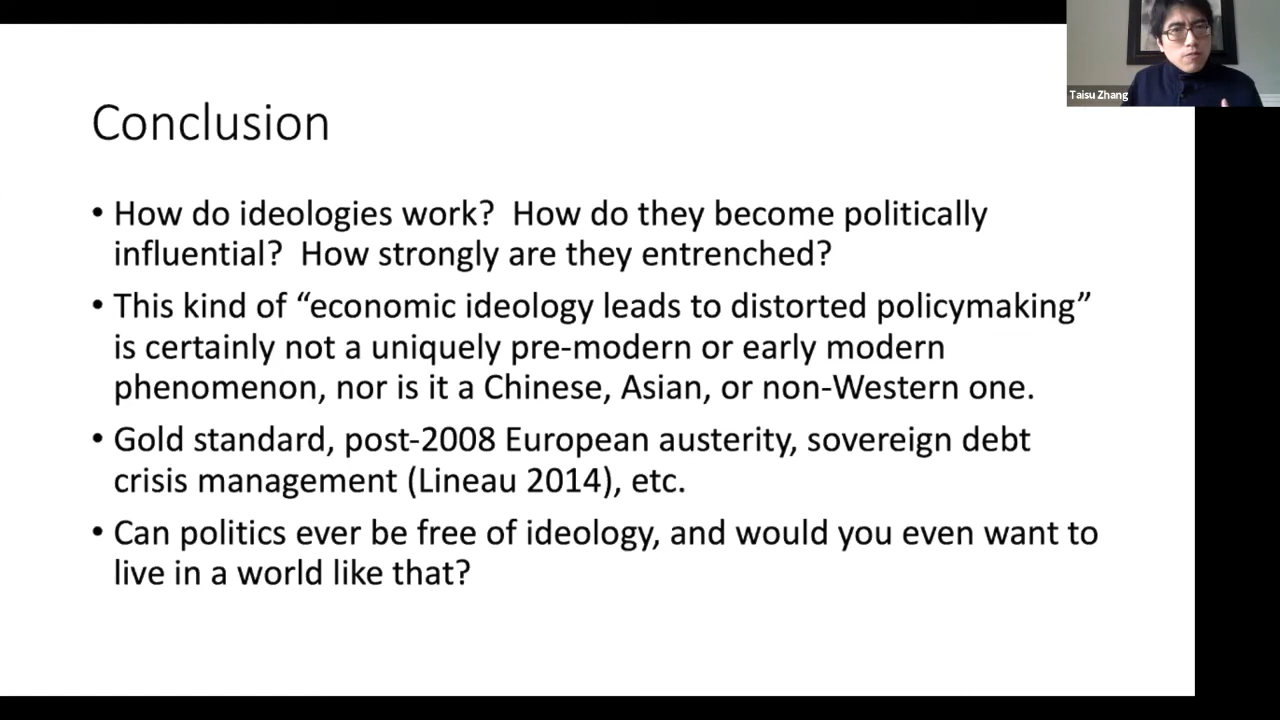 Taisu Zhang
Conclusion
• How do ideologies work?  How do they become politically
influential?  How strongly are they entrenched?
• This kind of “economic ideology leads to distorted policymaking”
is certainly not a uniquely pre-modern or early modern
phenomenon, nor is it a Chinese, Asian, or non-Western one.
• Gold standard, post-2008 European austerity, sovereign debt
crisis management (Lineau 2014), etc.
• Can politics ever be free of ideology, and would you even want to
live in a world like that?